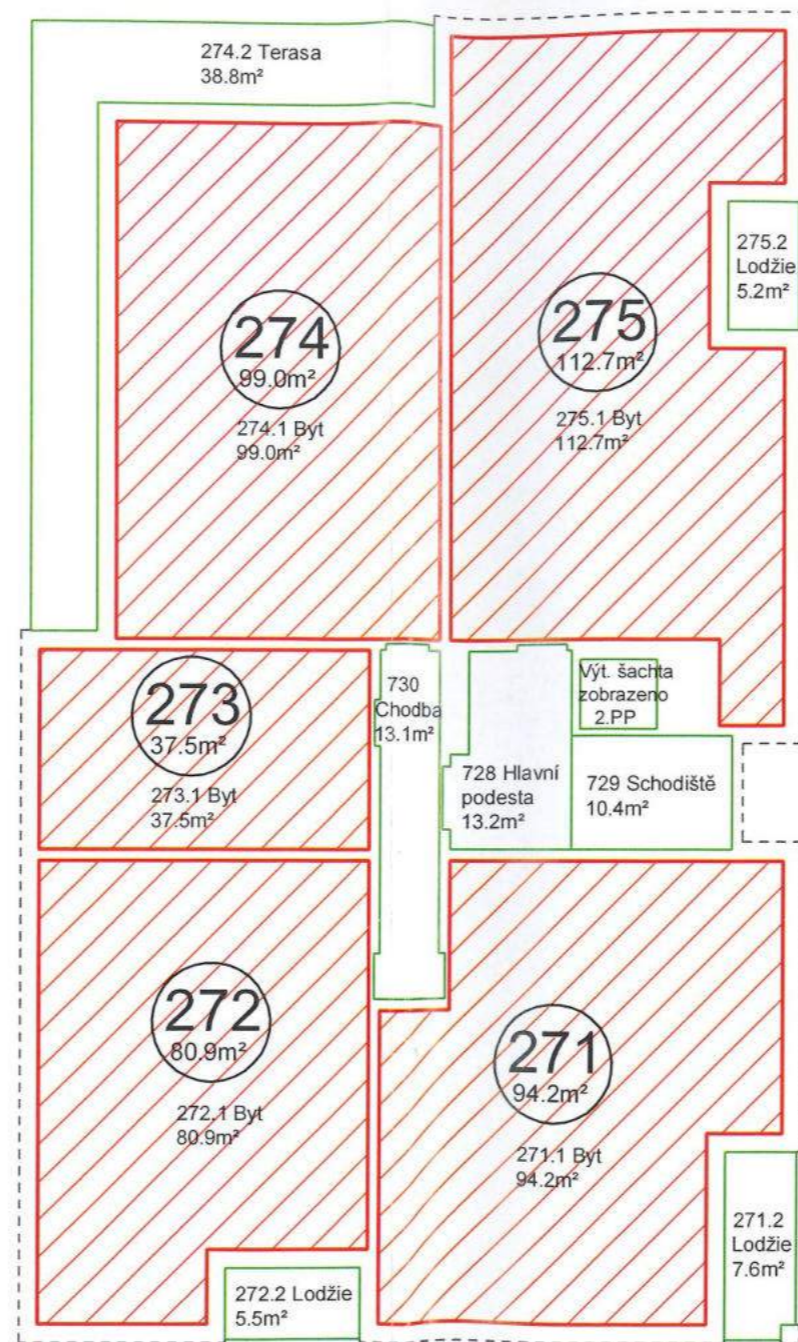 274.2 Terasa
38.8m²
275.2
Lodžie
5.2m²
274
99.0m²
274.1 Byt
99.0m²
275
112.7m²
275.1 Byt
112.7m²
273
37.5m²
273.1 Byt
37.5m²
730
Chodba
13.1m²
Výt. šachta
zobrazeno
2.PP
728 Hlavní
podesta
13.2m²
729 Schodiště
10.4m²
272
80.9m²
272.1 Byt
80.9m²
271
94.2m²
271.1 Byt
94.2m²
272.2 Lodžie
5.5m²
271.2
Lodžie
7.6m²